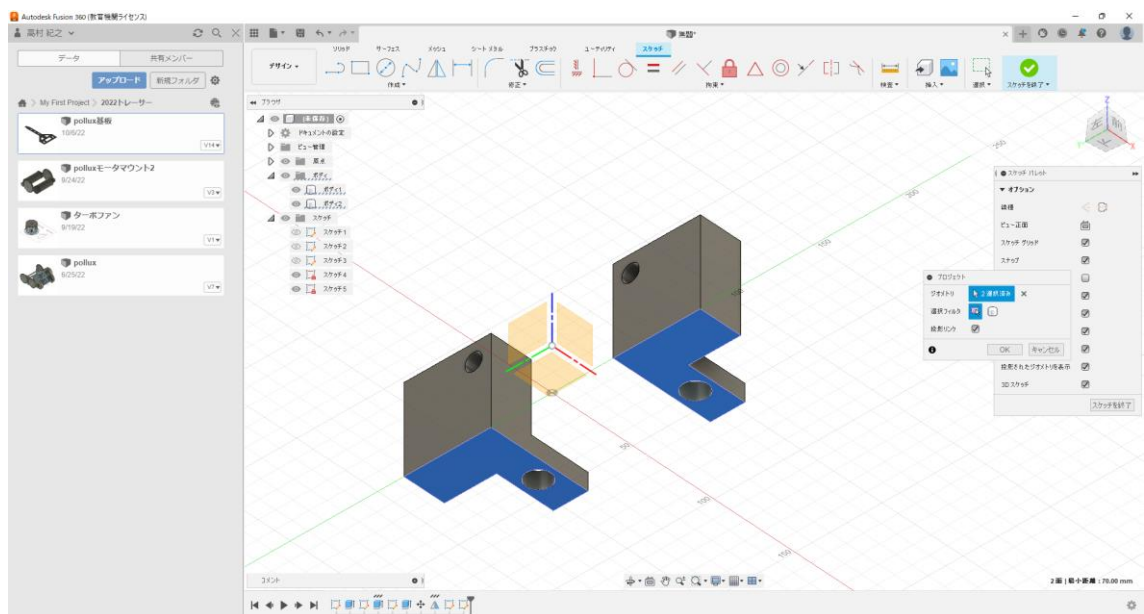 Autodesk Fusion 360 (教育機関ライセンス)
高村 紀之
無題*
データ
共有メンバー
アップロード
新規フォルダ
My First Project > 2022トレーサー
pollux基板
10/6/22
V14
polluxモータマウント2
9/24/22
V3
ターボファン
9/19/22
V1
pollux
8/25/22
V7
デザイン
ソリッド
サーフェス
メッシュ
シート メタル
プラスチック
ユーティリティ
スケッチ
作成
修正
拘束
検査
挿入
選択
スケッチを終了
ブラウザ
(未保存)
ドキュメントの設定
ビュー管理
原点
ボディ
ボディ1
ボディ2
スケッチ
スケッチ1
スケッチ2
スケッチ3
スケッチ4
スケッチ5
250
200
150
100
50
100
150
Z
X
スケッチ パレット
オプション
線種
ビュー正面
スケッチ グリッド
スナップ
投影されたジオメトリを表示
3D スケッチ
スケッチを終了
プロジェクト
ジオメトリ
2 選択済み
選択フィルタ
投影リンク
OK
キャンセル
コメント
2 面 | 最小距離 : 70.00 mm